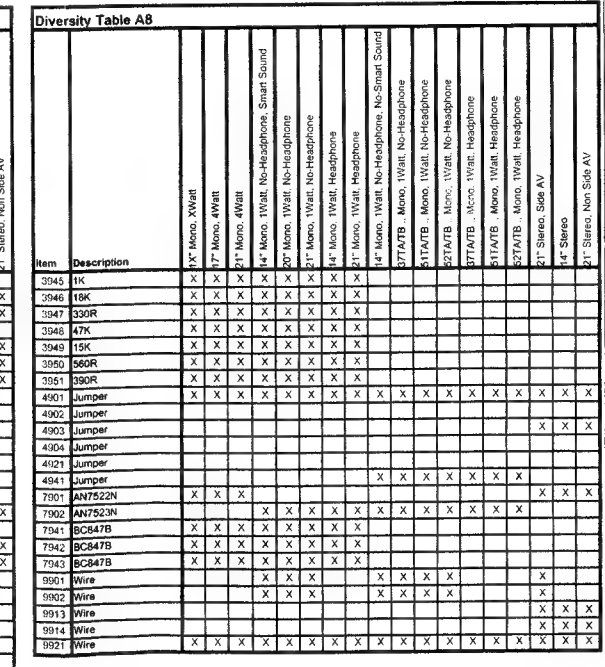 Diversity Table A8
21" Stereo, Non Side AV
Item Description
1X" Mono, XWatt
17" Mono, 4Watt
21" Mono, 4Watt
14" Mono, 1Watt, No-Headphone, Smart Sound
20" Mono, 1Watt, No-Headphone
21" Mono, 1Watt, No-Headphone
14" Mono, 1Watt, Headphone
21" Mono, 1Watt, Headphone
14" Mono, 1Watt, No-Headphone, No-Smart Sound
37TA/TB .. Mono, 1Watt, No-Headphone
51TA/TB .. Mono, 1Watt, No-Headphone
52TA/TB .. Mono, 1Watt, No-Headphone
37TA/TB .. Mono, 1Watt, Headphone
51TA/TB .. Mono, 1Watt, Headphone
52TA/TB .. Mono, 1Watt, Headphone
21" Stereo, Side AV
14" Stereo
21" Stereo, Non Side AV
3945 1K X X X X X X X X
3946 18K X X X X X X X X
3947 330R X X X X X X X X
3948 47K X X X X X X X X
3949 15K X X X X X X X X
3950 560R X X X X X X X X
3951 390R X X X X X X X X
4901 Jumper X X X X X X X X X X X X X X X X X X
4902 Jumper
4903 Jumper X X X
4904 Jumper
4921 Jumper
4941 Jumper X X X X X X X
7901 AN7522N X X X X X X
7902 AN7523N X X X X X X X X X X X X
7941 BC847B X X X X X X X X
7942 BC847B X X X X X X X X
7943 BC847B X X X X X X X X
9901 Wire X X X X X X X X
9902 Wire X X X X X X X X
9913 Wire X X X
9914 Wire X X X
9921 Wire X X X X X X X X X X X X X X X X X X